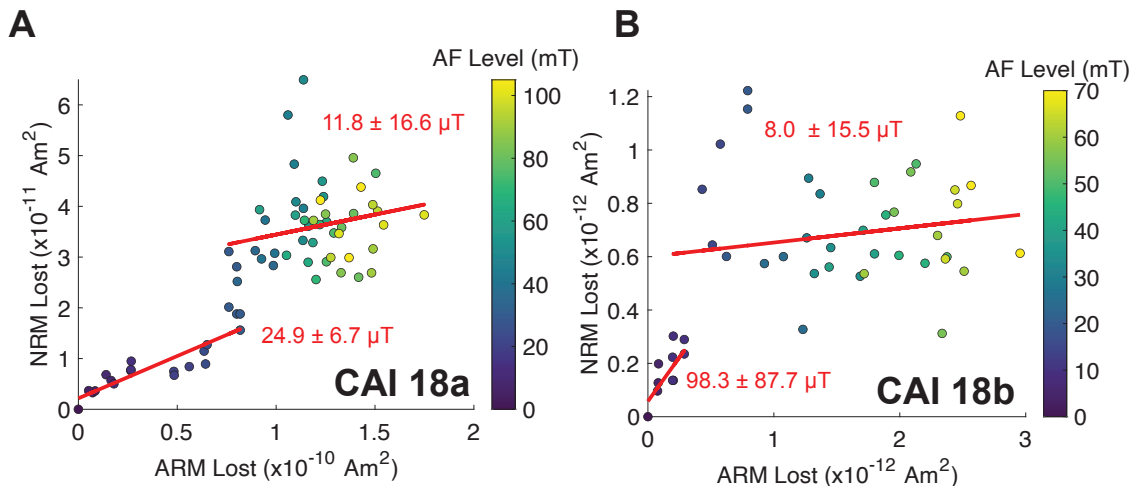 A
AF Level (mT)
NRM Lost (x10⁻¹¹ Am²)
6
5
4
3
2
1
0
11.8 ± 16.6 µT
24.9 ± 6.7 µT
CAI 18a
0
0.5
1
1.5
2
ARM Lost (x10⁻¹⁰ Am²)
100
80
60
40
20
0
B
AF Level (mT)
NRM Lost (x10⁻¹² Am²)
1.2
1
0.8
0.6
0.4
0.2
0
8.0 ± 15.5 µT
98.3 ± 87.7 µT
CAI 18b
0
1
2
3
ARM Lost (x10⁻¹² Am²)
70
60
50
40
30
20
10
0